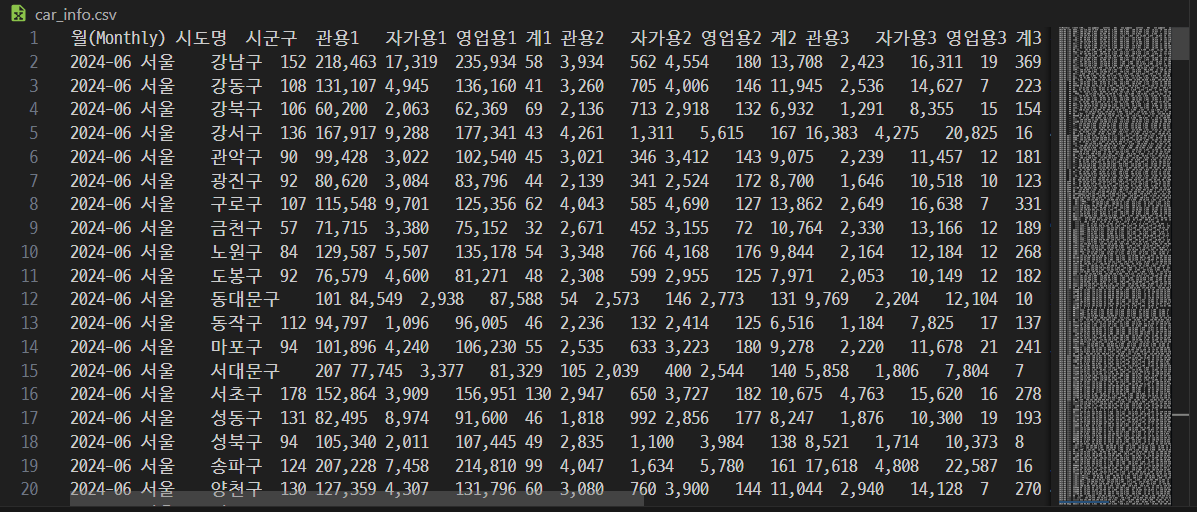 car_info.csv
1 월(Monthly) 시도명 시군구 관용1 자가용1 영업용1 계1 관용2 자가용2 영업용2 계2 관용3 자가용3 영업용3 계3
2 2024-06 서울 강남구 152 218,463 17,319 235,934 58 3,934 562 4,554 180 13,708 2,423 16,311 19 369
3 2024-06 서울 강동구 108 131,107 4,945 136,160 41 3,260 705 4,006 146 11,945 2,536 14,627 7 223
4 2024-06 서울 강북구 106 60,200 2,063 62,369 69 2,136 713 2,918 132 6,932 1,291 8,355 15 154
5 2024-06 서울 강서구 136 167,917 9,288 177,341 43 4,261 1,311 5,615 167 16,383 4,275 20,825 16
6 2024-06 서울 관악구 90 99,428 3,022 102,540 45 3,021 346 3,412 143 9,075 2,239 11,457 12 181
7 2024-06 서울 광진구 92 80,620 3,084 83,796 44 2,139 341 2,524 172 8,700 1,646 10,518 10 123
8 2024-06 서울 구로구 107 115,548 9,701 125,356 62 4,043 585 4,690 127 13,862 2,649 16,638 7 331
9 2024-06 서울 금천구 57 71,715 3,380 75,152 32 2,671 452 3,155 72 10,764 2,330 13,166 12 189
10 2024-06 서울 노원구 84 129,587 5,507 135,178 54 3,348 766 4,168 176 9,844 2,164 12,184 12 268
11 2024-06 서울 도봉구 92 76,579 4,600 81,271 48 2,308 599 2,955 125 7,971 2,053 10,149 12 182
12 2024-06 서울 동대문구 101 84,549 2,938 87,588 54 2,573 146 2,773 131 9,769 2,204 12,104 10
13 2024-06 서울 동작구 112 94,797 1,096 96,005 46 2,236 132 2,414 125 6,516 1,184 7,825 17 137
14 2024-06 서울 마포구 94 101,896 4,240 106,230 55 2,535 633 3,223 180 9,278 2,220 11,678 21 241
15 2024-06 서울 서대문구 207 77,745 3,377 81,329 105 2,039 400 2,544 140 5,858 1,806 7,804 7
16 2024-06 서울 서초구 178 152,864 3,909 156,951 130 2,947 650 3,727 182 10,675 4,763 15,620 16 278
17 2024-06 서울 성동구 131 82,495 8,974 91,600 46 1,818 992 2,856 177 8,247 1,876 10,300 19 193
18 2024-06 서울 성북구 94 105,340 2,011 107,445 49 2,835 1,100 3,984 138 8,521 1,714 10,373 8
19 2024-06 서울 송파구 124 207,228 7,458 214,810 99 4,047 1,634 5,780 161 17,618 4,808 22,587 16
20 2024-06 서울 양천구 130 127,359 4,307 131,796 60 3,080 760 3,900 144 11,044 2,940 14,128 7 270